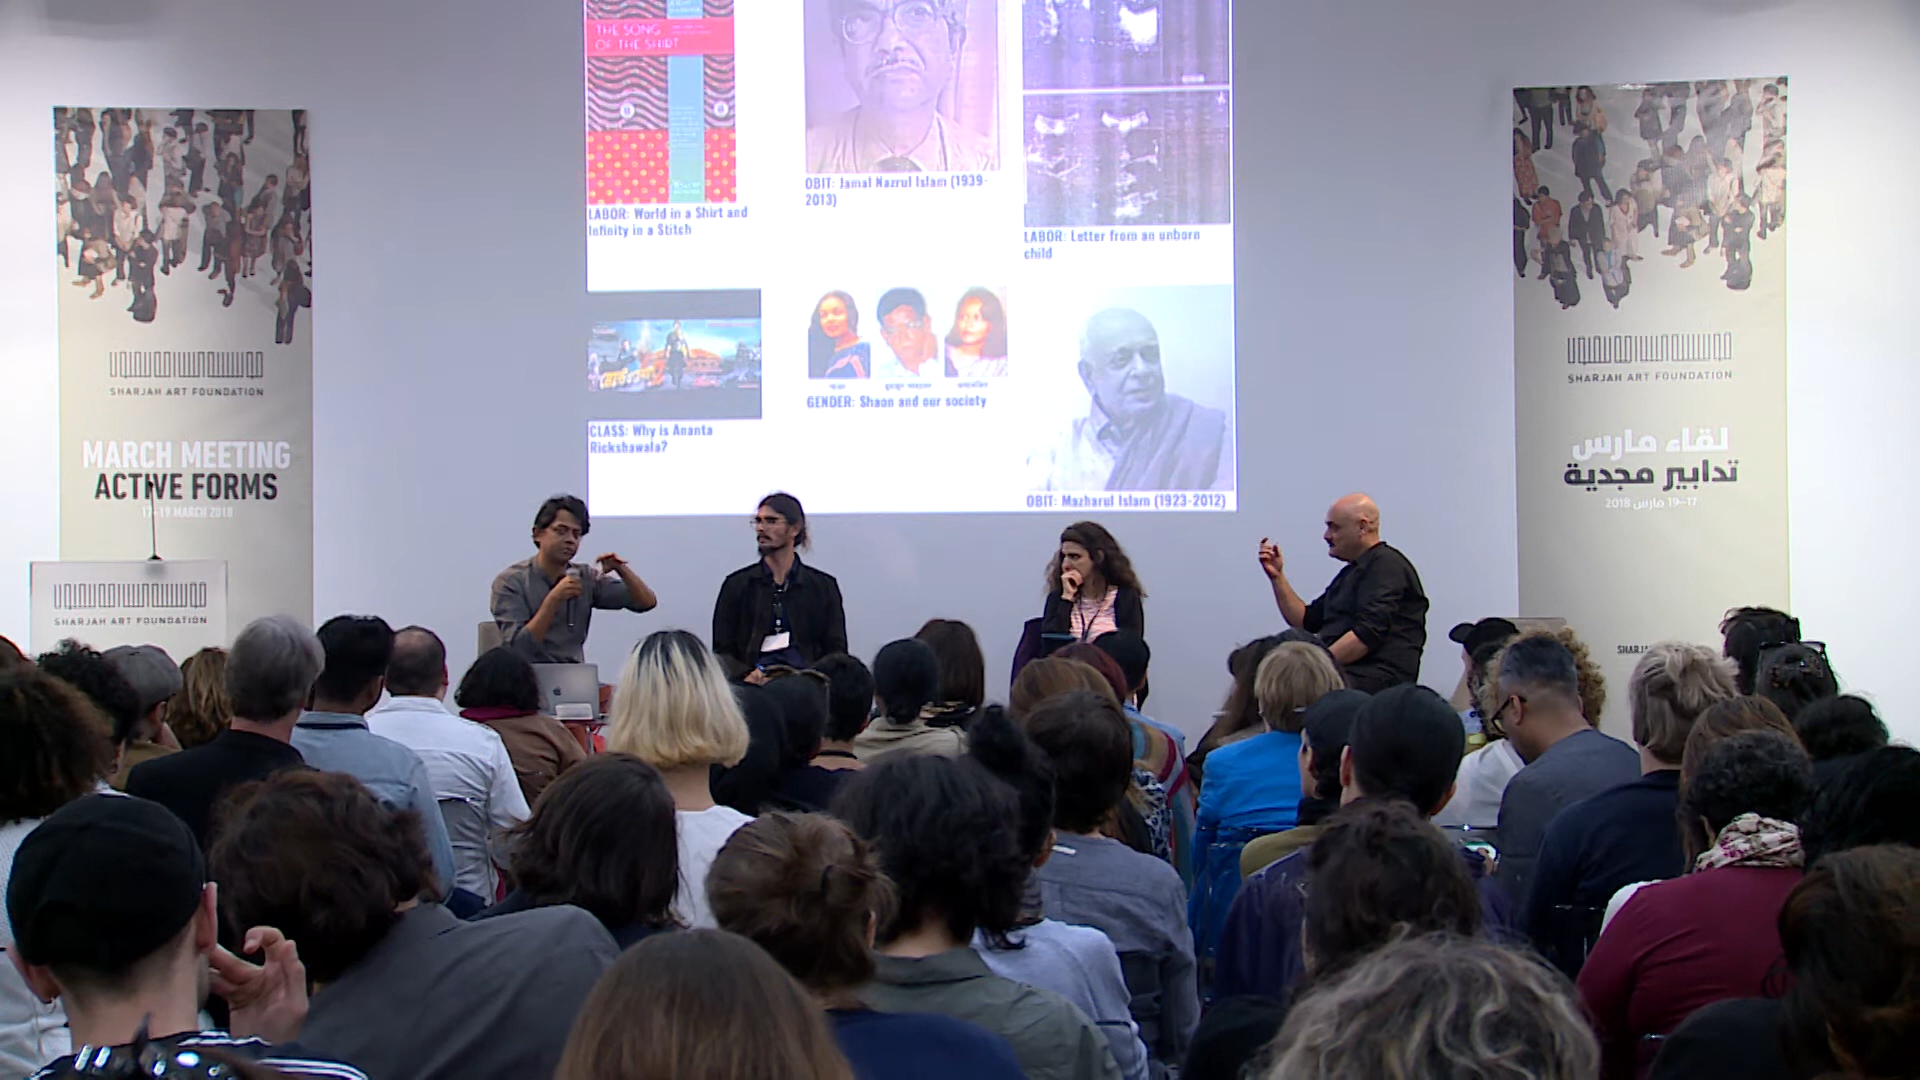 THE SONG
OF THE SHIRT
LABOR: World in a Shirt and
Infinity in a Stitch
OBIT: Jamal Nazrul Islam (1939-
2013)
LABOR: Letter from an unborn
child
CLASS: Why is Ananta
Rickshawala?
GENDER: Shaon and our society
OBIT: Mazharul Islam (1923-2012)
SHARJAH ART FOUNDATION
MARCH MEETING
ACTIVE FORMS
17-19 MARCH 2018
SHARJAH ART FOUNDATION
SHARJAH ART FOUNDATION
لقاء مارس
تدابير مجدية
17–19 مارس 2018